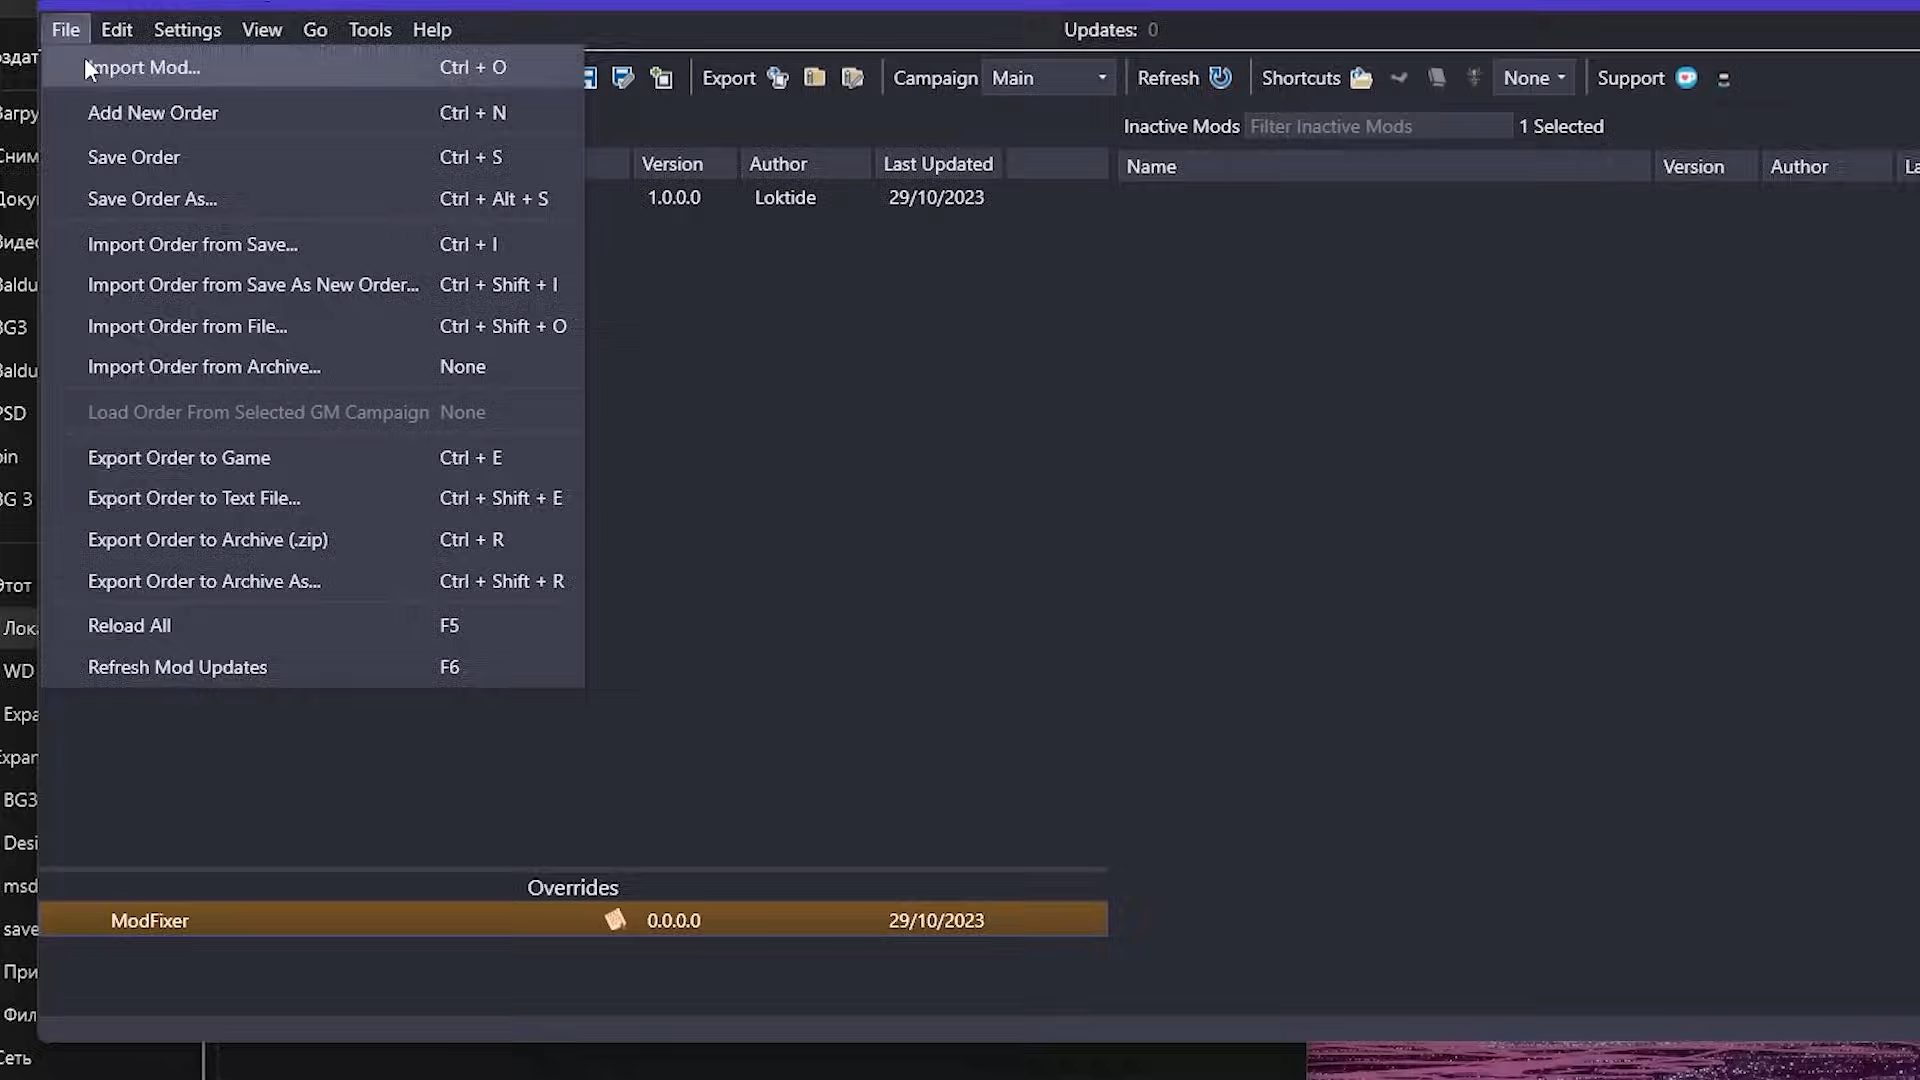 File Edit Settings View Go Tools Help Updates: 0
Import Mod... Ctrl + O
Add New Order Ctrl + N
Save Order Ctrl + S
Save Order As... Ctrl + Alt + S
Import Order from Save... Ctrl + I
Import Order from Save As New Order... Ctrl + Shift + I
Import Order from File... Ctrl + Shift + O
Import Order from Archive... None
Load Order From Selected GM Campaign None
Export Order to Game Ctrl + E
Export Order to Text File... Ctrl + Shift + E
Export Order to Archive (.zip) Ctrl + R
Export Order to Archive As... Ctrl + Shift + R
Reload All F5
Refresh Mod Updates F6
Export Campaign Main Refresh Shortcuts None Support
Inactive Mods Filter Inactive Mods 1 Selected
Version Author Last Updated Name Version Author
1.0.0.0 Loktide 29/10/2023
Overrides
ModFixer 0.0.0.0 29/10/2023
BG3
PSD
BG 3
WD
BG3